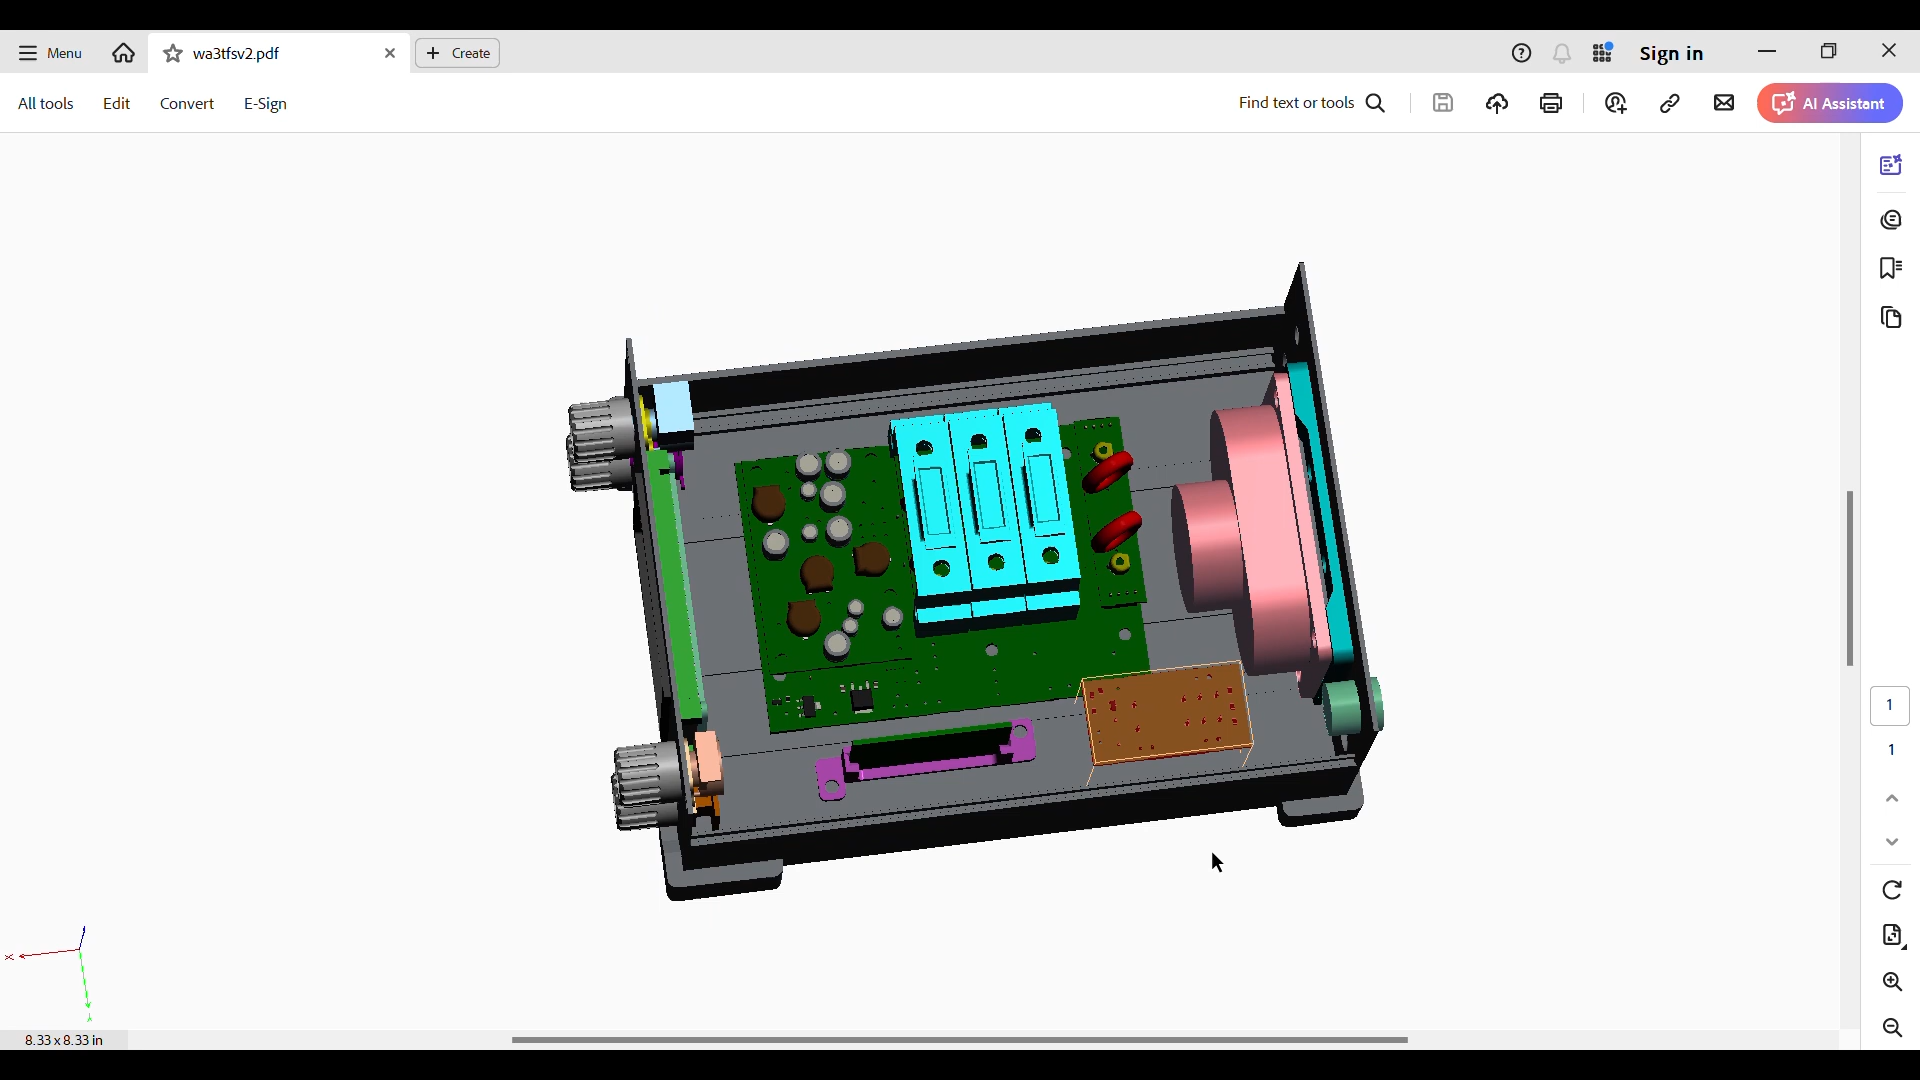 Menu
wa3tfsv2.pdf
Create
Sign in
All tools
Edit
Convert
E-Sign
Find text or tools
AI Assistant
1
1
X
8.33 x 8.33 in